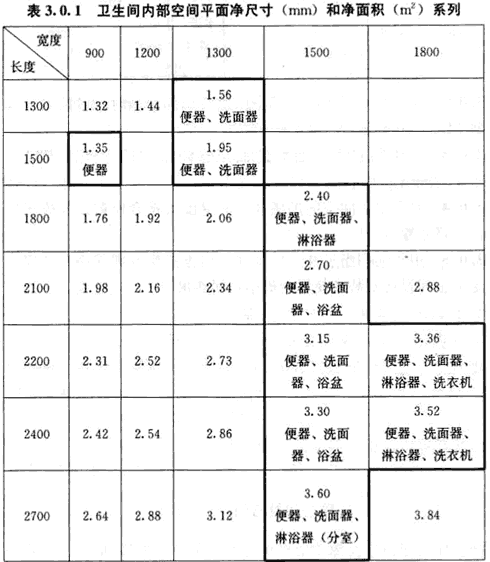 表3.0.1 卫生间内部空间平面净尺寸(mm)和净面积(m²)系列
宽度
长度
900 1200 1300 1500 1800
1300 1.32 1.44 1.56
便器、洗面器
1500 1.35 1.95
便器 便器、洗面器
1800 1.76 1.92 2.06 2.40
便器、洗面器、
淋浴器
2100 1.98 2.16 2.34 2.70 2.88
便器、洗面
器、浴盆
2200 2.31 2.52 2.73 3.15 3.36
便器、洗面 便器、洗面器、
器、浴盆 淋浴器、洗衣机
2400 2.42 2.54 2.86 3.30 3.52
便器、洗面 便器、洗面器、
器、浴盆 淋浴器、洗衣机
2700 2.64 2.88 3.12 3.60 3.84
便器、洗面器、
淋浴器(分室)